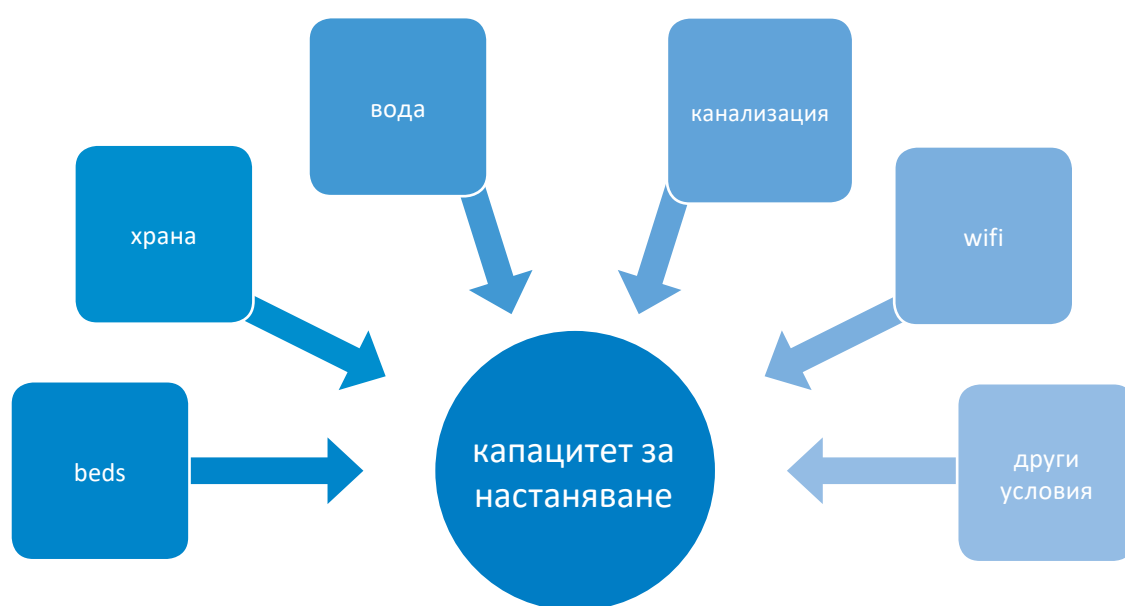 вода
канализация
храна
wifi
beds
капацитет за
настаняване
други
условия